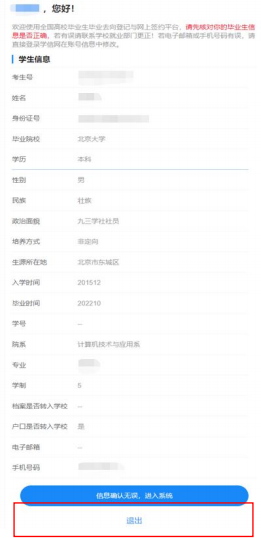 ，您好！
欢迎使用全国高校毕业生毕业去向登记与网上签约平台，请先核对你的毕业生信
息是否正确，若有误请联系学校就业部门更正！若电子邮箱或手机号码有误，请
直接登录学信网在账号信息中修改。
学生信息
考生号
姓名
身份证号
毕业院校 北京大学
学历 本科
性别 男
民族 壮族
政治面貌 九三学社社员
培养方式 非定向
生源所在地 北京市东城区
入学时间 201512
毕业时间 202210
学号 --
院系 计算机技术与应用系
专业
学制 5
档案是否转入学校 --
户口是否转入学校 是
电子邮箱 --
手机号码
信息确认无误，进入系统
退出